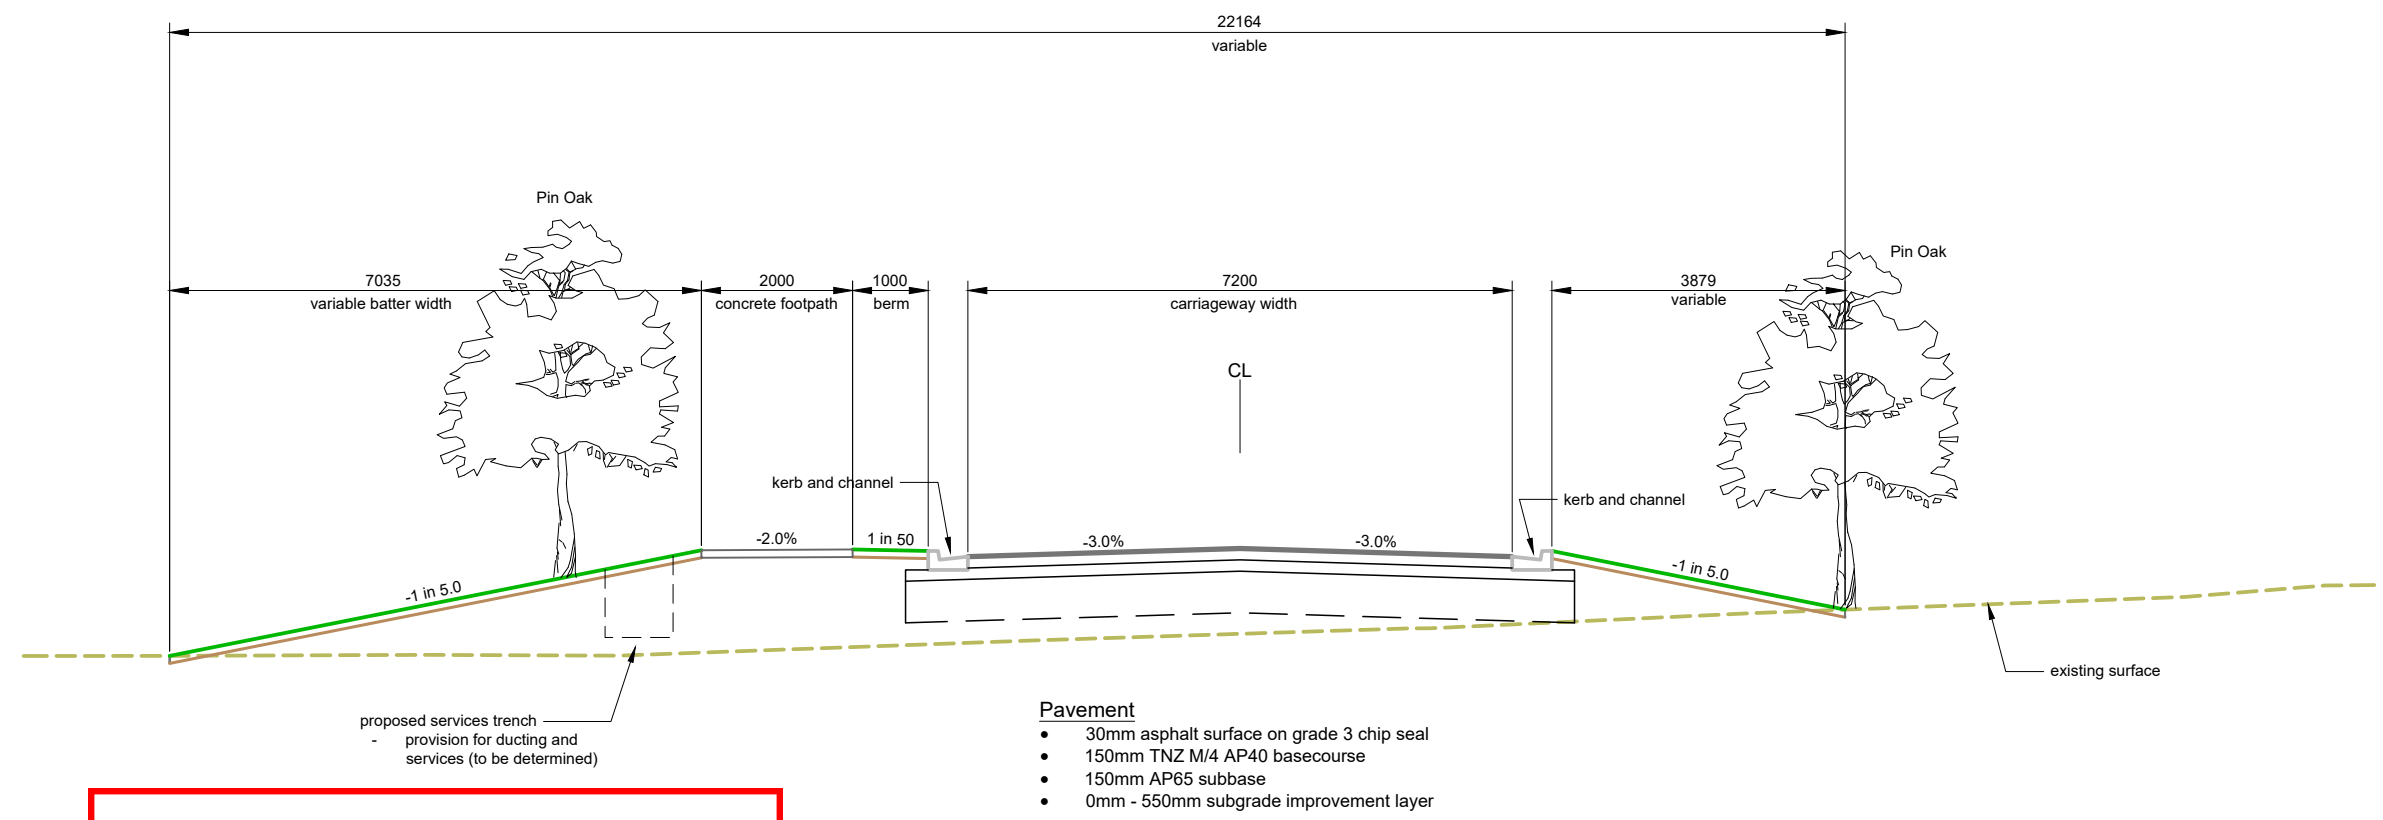 22164
variable
Pin Oak
Pin Oak
7035
variable batter width
2000
concrete footpath
1000
berm
7200
carriageway width
3879
variable
CL
kerb and channel
kerb and channel
-2.0%
1 in 50
-3.0%
-3.0%
-1 in 5.0
-1 in 5.0
existing surface
proposed services trench
- provision for ducting and
services (to be determined)
Pavement
• 30mm asphalt surface on grade 3 chip seal
• 150mm TNZ M/4 AP40 basecourse
• 150mm AP65 subbase
• 0mm - 550mm subgrade improvement layer